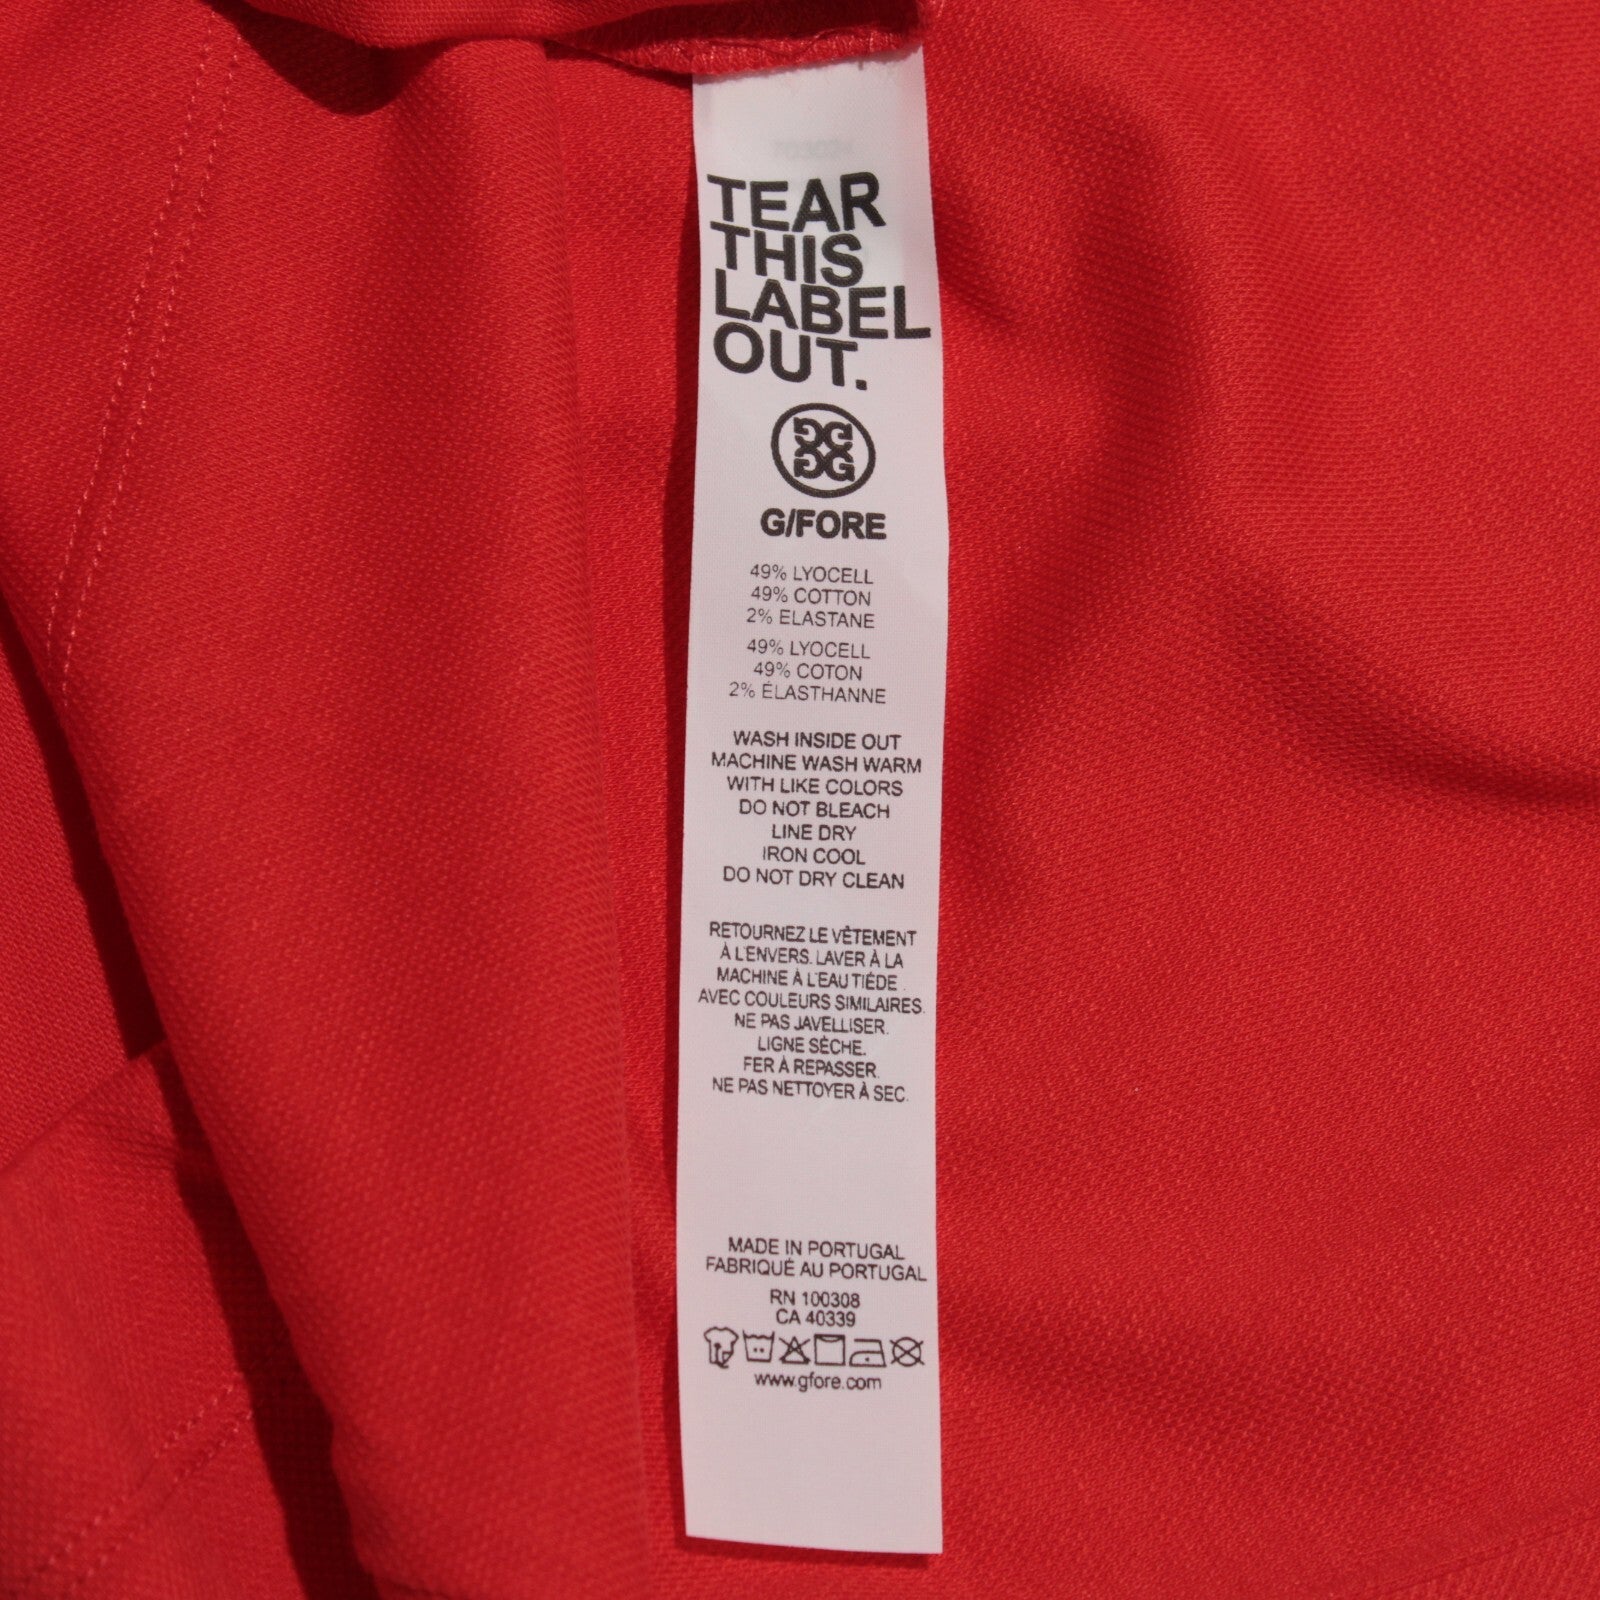 TEAR
THIS
LABEL
OUT.
G/FORE
49% LYOCELL
49% COTTON
2% ELASTANE
49% LYOCELL
49% COTON
2% ÉLASTHANNE
WASH INSIDE OUT
MACHINE WASH WARM
WITH LIKE COLORS
DO NOT BLEACH
LINE DRY
IRON COOL
DO NOT DRY CLEAN
RETOURNEZ LE VÊTEMENT
À L'ENVERS. LAVER À LA
MACHINE À L'EAU TIÉDE .
AVEC COULEURS SIMILAIRES.
NE PAS JAVELLISER.
LIGNE SÈCHE.
FER À REPASSER.
NE PAS NETTOYER À SEC.
MADE IN PORTUGAL
FABRIQUÉ AU PORTUGAL
RN 100308
CA 40339
www.gfore.com